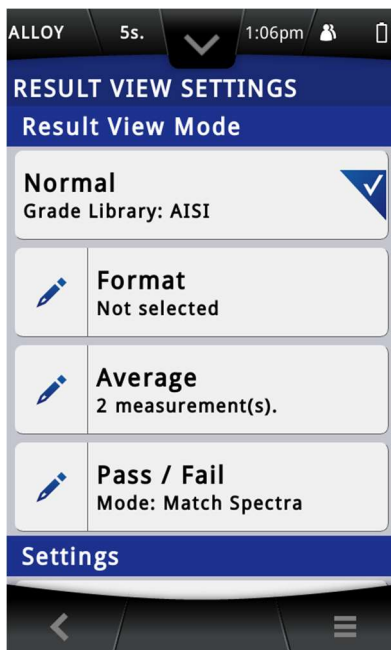 ALLOY 5s. 1:06pm
RESULT VIEW SETTINGS
Result View Mode
Normal
Grade Library: AISI
Format
Not selected
Average
2 measurement(s).
Pass / Fail
Mode: Match Spectra
Settings